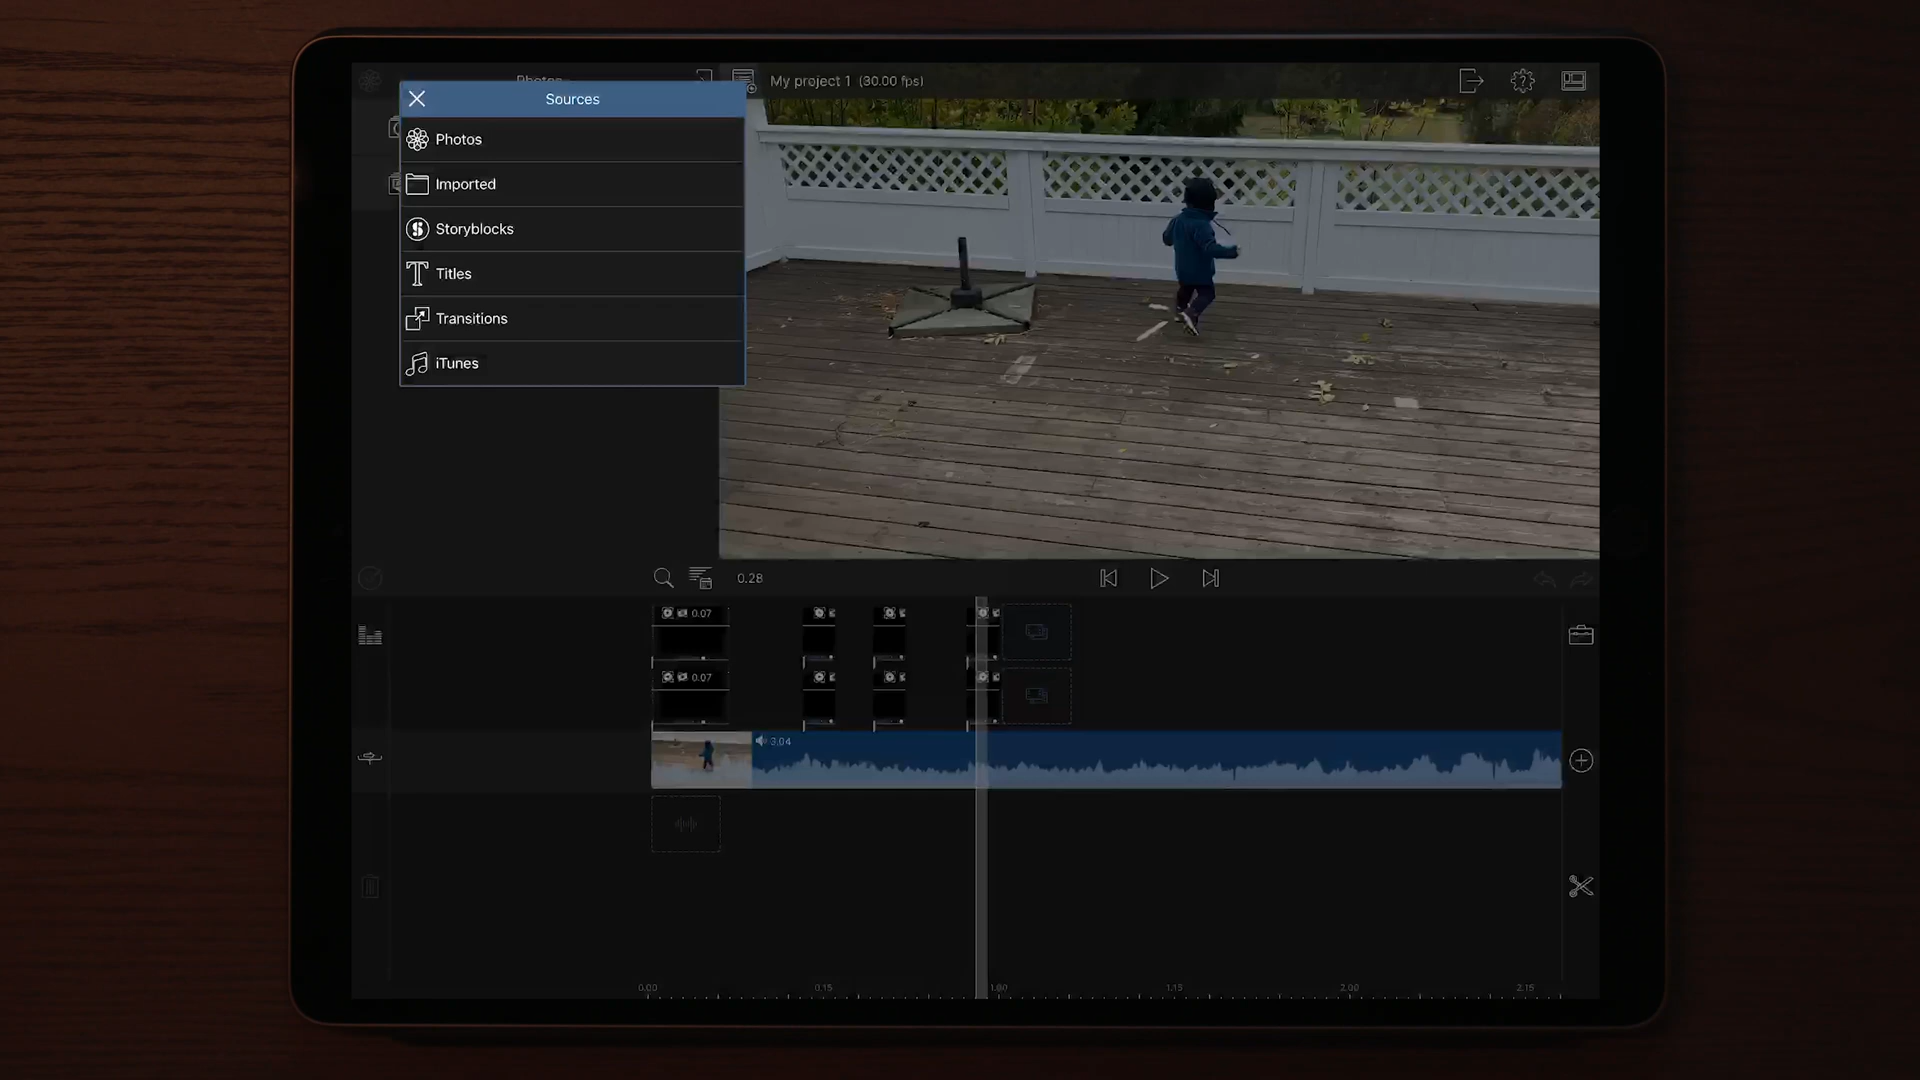 Photos
My project 1 (30.00 fps)
Sources
Photos
Imported
Storyblocks
Titles
Transitions
iTunes
0.28
0.07
0.07
3.04
0.00
0.15
1.00
1.15
2.00
2.15